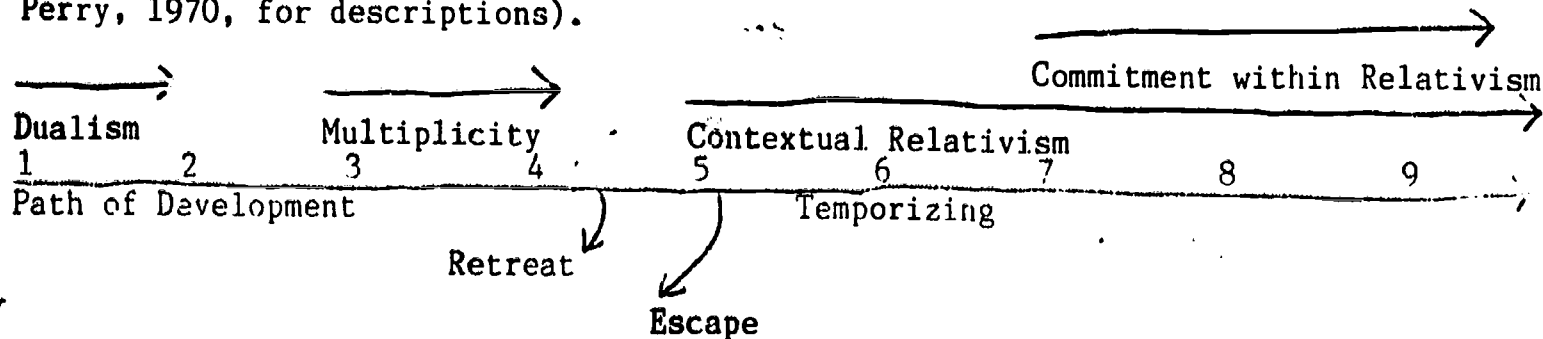 Perry, 1970, for descriptions).
Commitment within Relativism
Dualism Multiplicity Contextual Relativism
1 2 3 4 5 6 7 8 9
Path of Development Temporizing
Retreat
Escape